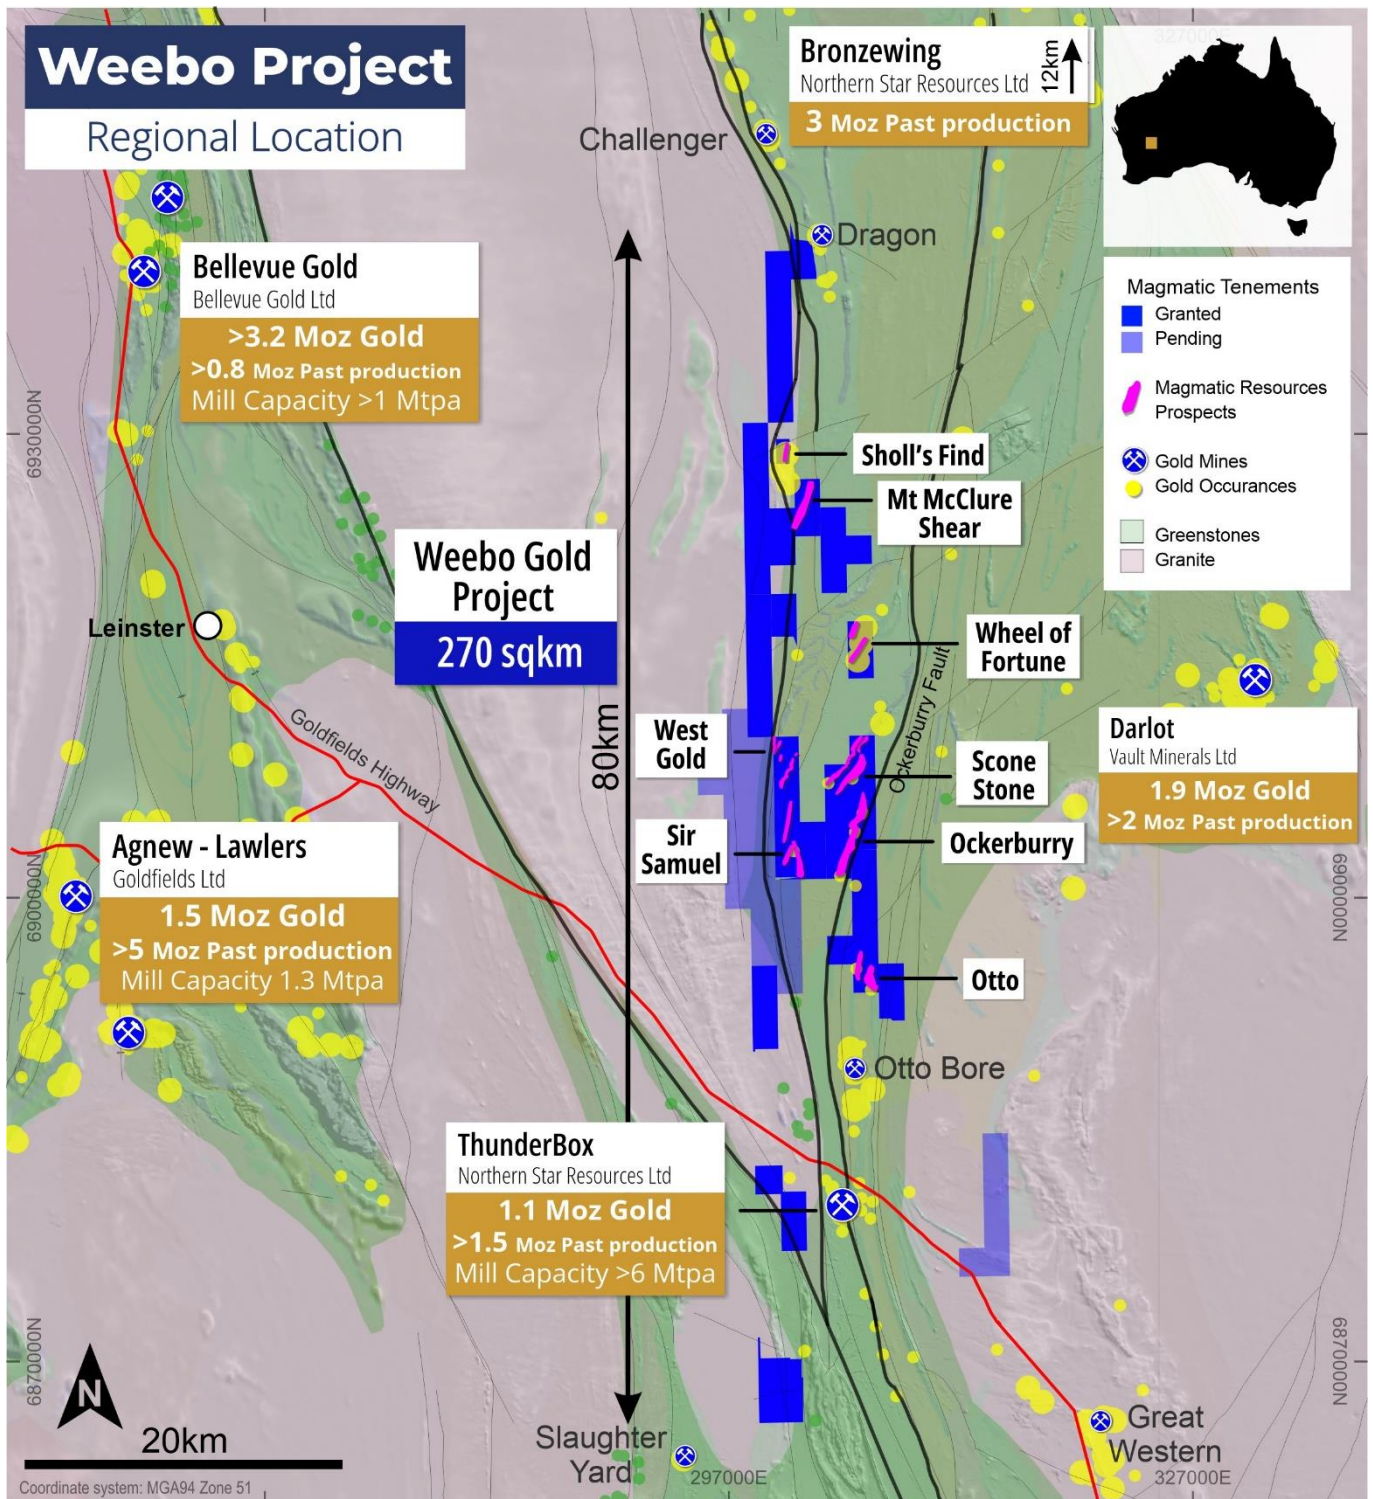 Weebo Project
Regional Location
Bronzewing
Northern Star Resources Ltd
12km
3 Moz Past production
327000E
Challenger
Dragon
Bellevue Gold
Bellevue Gold Ltd
>3.2 Moz Gold
>0.8 Moz Past production
Mill Capacity >1 Mtpa
Magmatic Tenements
Granted
Pending
Magmatic Resources
Prospects
Gold Mines
Gold Occurances
Greenstones
Granite
6930000N
Sholl's Find
Mt McClure
Shear
Weebo Gold
Project
270 sqkm
Leinster
Wheel of
Fortune
Goldfields Highway
80km
West
Gold
Ockerburry Fault
Scone
Stone
Darlot
Vault Minerals Ltd
1.9 Moz Gold
>2 Moz Past production
Sir
Samuel
Ockerburry
Agnew - Lawlers
Goldfields Ltd
1.5 Moz Gold
>5 Moz Past production
Mill Capacity 1.3 Mtpa
6900000N
6900000N
Otto
Otto Bore
ThunderBox
Northern Star Resources Ltd
1.1 Moz Gold
>1.5 Moz Past production
Mill Capacity >6 Mtpa
6870000N
6870000N
N
20km
Slaughter
Yard
297000E
Great
Western
327000E
Coordinate system: MGA94 Zone 51